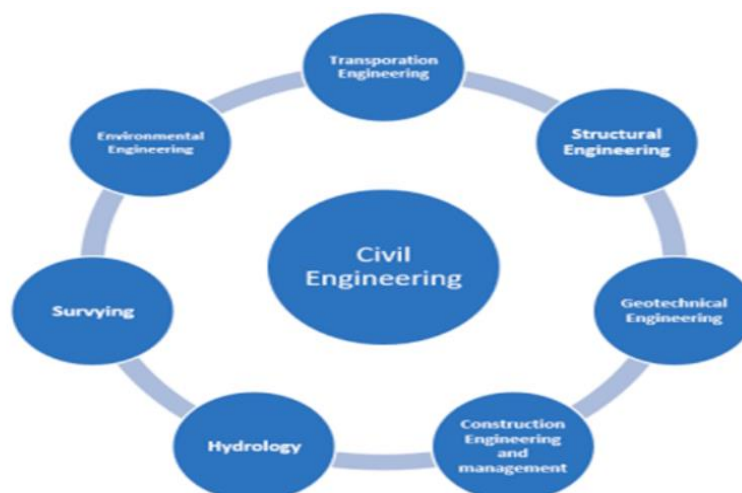 Transporation
Engineering
Structural
Engineering
Geotechnical
Engineering
Construction
Engineering
and
management
Hydrology
Survying
Environmental
Engineering
Civil
Engineering